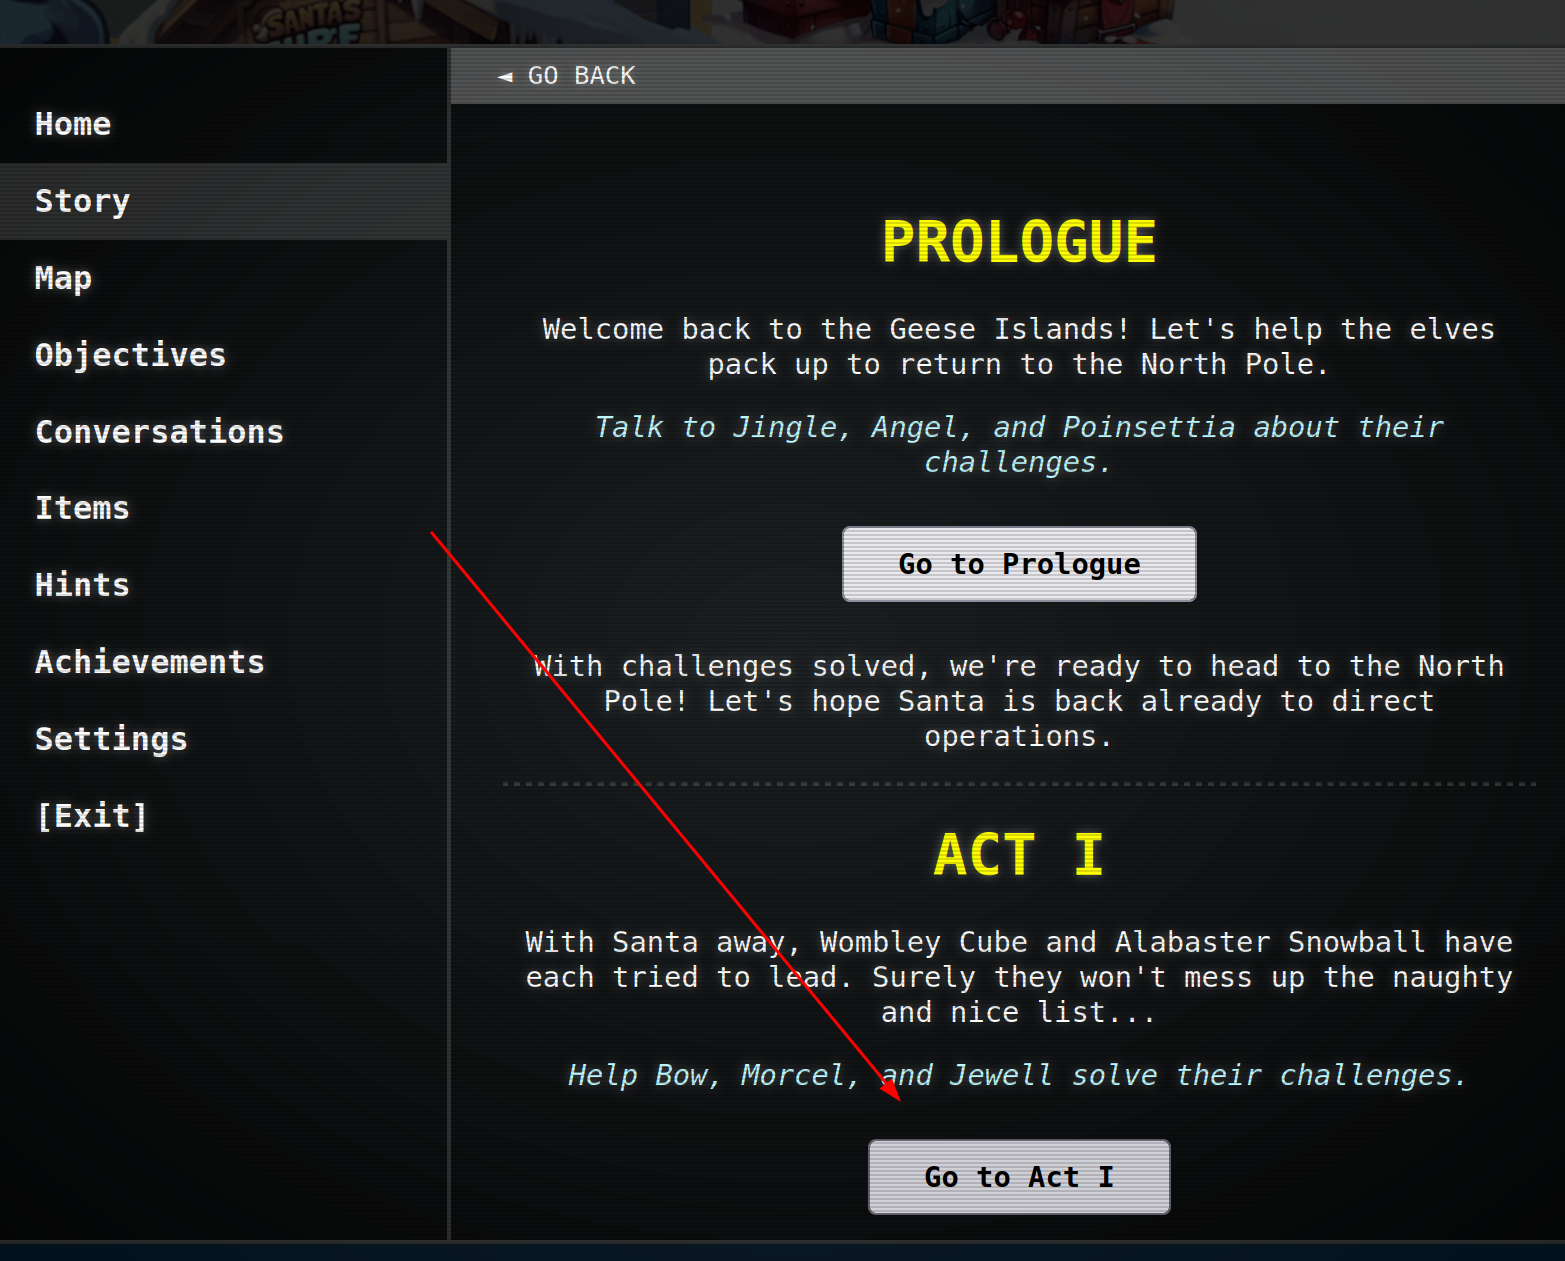 SANTAS
SURF
◄ GO BACK
Home
Story
Map
Objectives
Conversations
Items
Hints
Achievements
Settings
[Exit]
PROLOGUE
Welcome back to the Geese Islands! Let's help the elves
pack up to return to the North Pole.
Talk to Jingle, Angel, and Poinsettia about their
challenges.
Go to Prologue
With challenges solved, we're ready to head to the North
Pole! Let's hope Santa is back already to direct
operations.
ACT I
With Santa away, Wombley Cube and Alabaster Snowball have
each tried to lead. Surely they won't mess up the naughty
and nice list...
Help Bow, Morcel, and Jewell solve their challenges.
Go to Act I